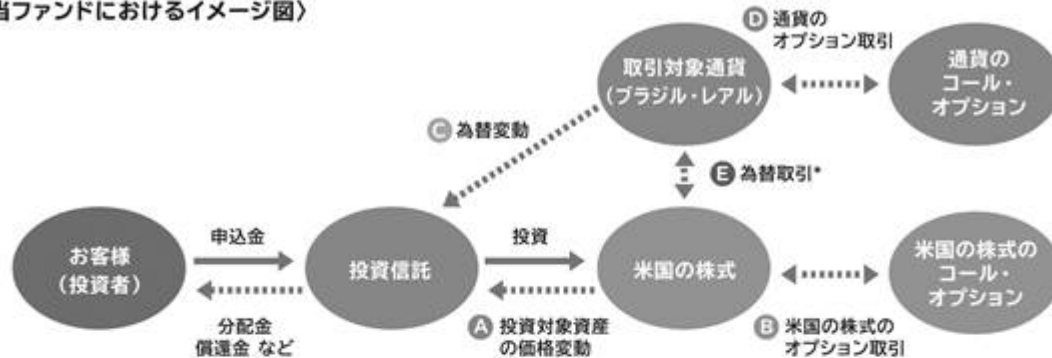 当ファンドにおけるイメージ図〉
D 通貨の
オプション取引
取引対象通貨
(ブラジル・レアル)
通貨の
コール・
オプション
C 為替変動
E 為替取引*
お客様
(投資者)
申込金
分配金
償還金 など
投資信託
投資
A 投資対象資産
の価格変動
米国の株式
B 米国の株式の
オプション取引
米国の株式の
コール・
オプション